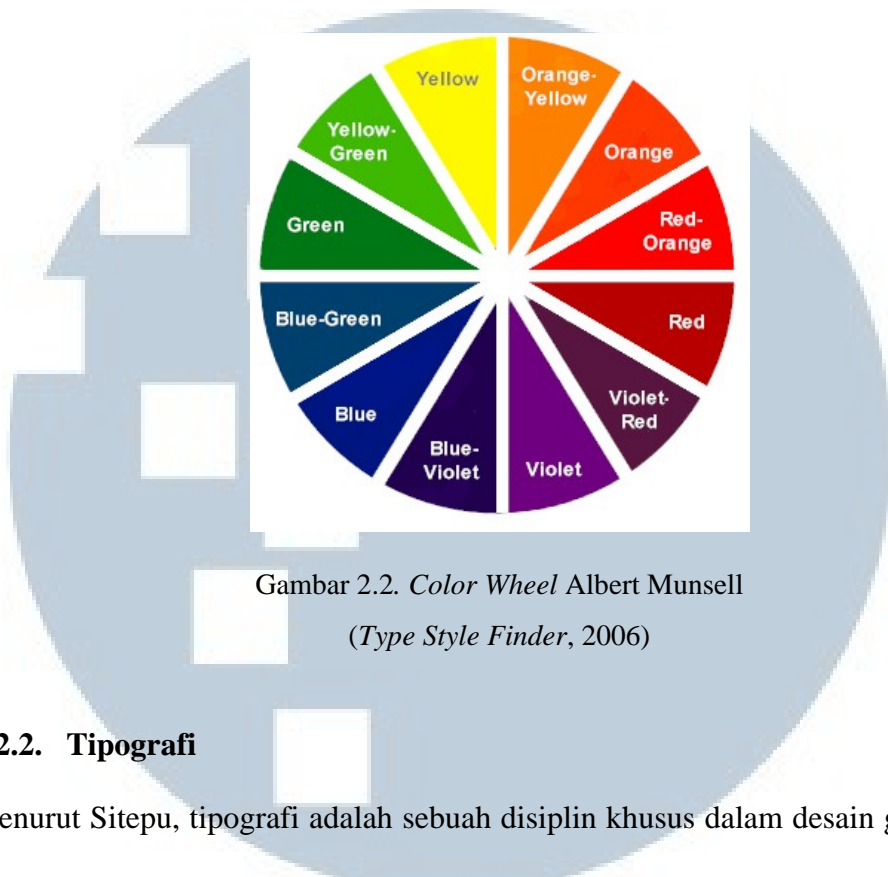 Yellow
Orange-
Yellow
Yellow-
Green
Orange
Green
Red-
Orange
Blue-Green
Red
Blue
Violet-
Red
Blue-
Violet
Violet
Gambar 2.2. Color Wheel Albert Munsell
(Type Style Finder, 2006)
2.2. Tipografi
enurut Sitepu, tipografi adalah sebuah disiplin khusus dalam desain g